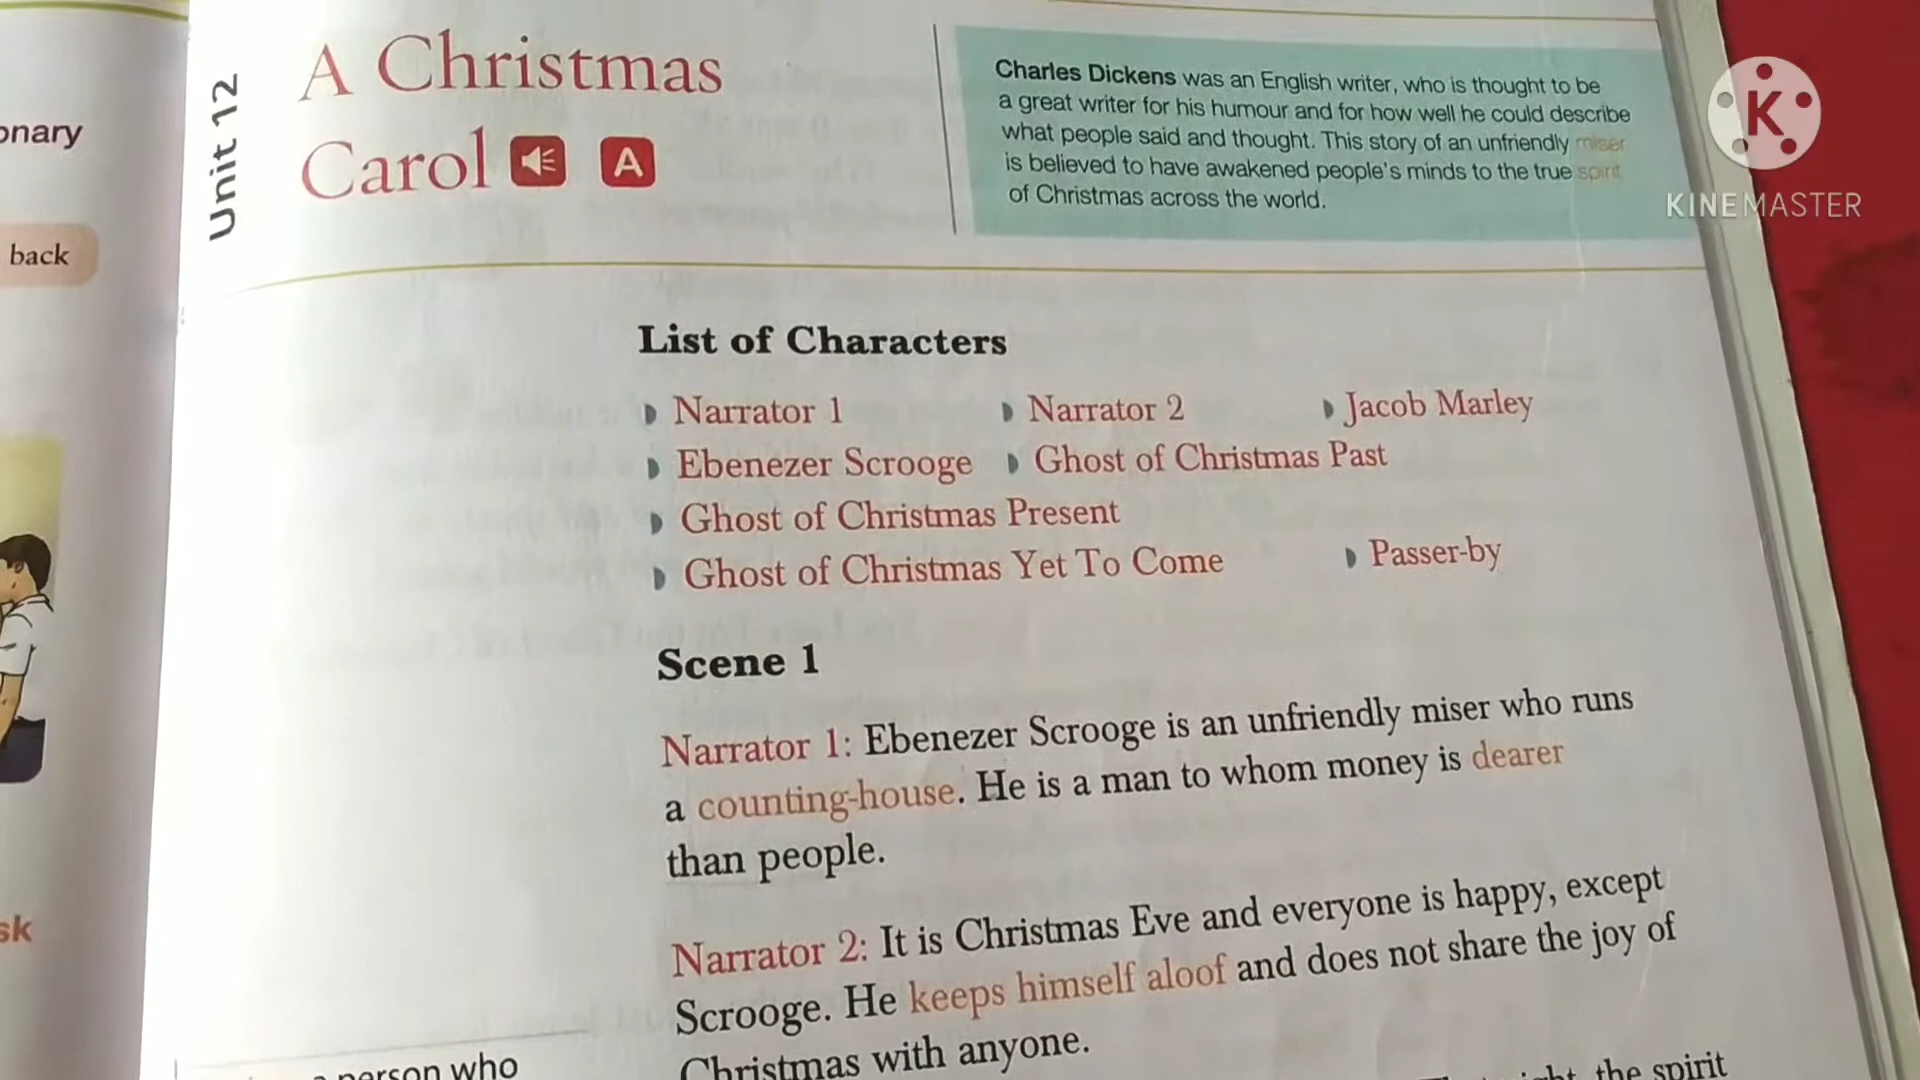 onary
back
sk
Unit 12
A Christmas
Carol
A
Charles Dickens was an English writer, who is thought to be
a great writer for his humour and for how well he could describe
what people said and thought. This story of an unfriendly miser
is believed to have awakened people's minds to the true spirit
of Christmas across the world.
K
KINEMASTER
List of Characters
Narrator 1 Narrator 2 Jacob Marley
Ebenezer Scrooge Ghost of Christmas Past
Ghost of Christmas Present
Ghost of Christmas Yet To Come Passer-by
Scene 1
Narrator 1: Ebenezer Scrooge is an unfriendly miser who runs
a counting-house. He is a man to whom money is dearer
than people.
Narrator 2: It is Christmas Eve and everyone is happy, except
Scrooge. He keeps himself aloof and does not share the joy of
Christmas with anyone.
the spirit
person who